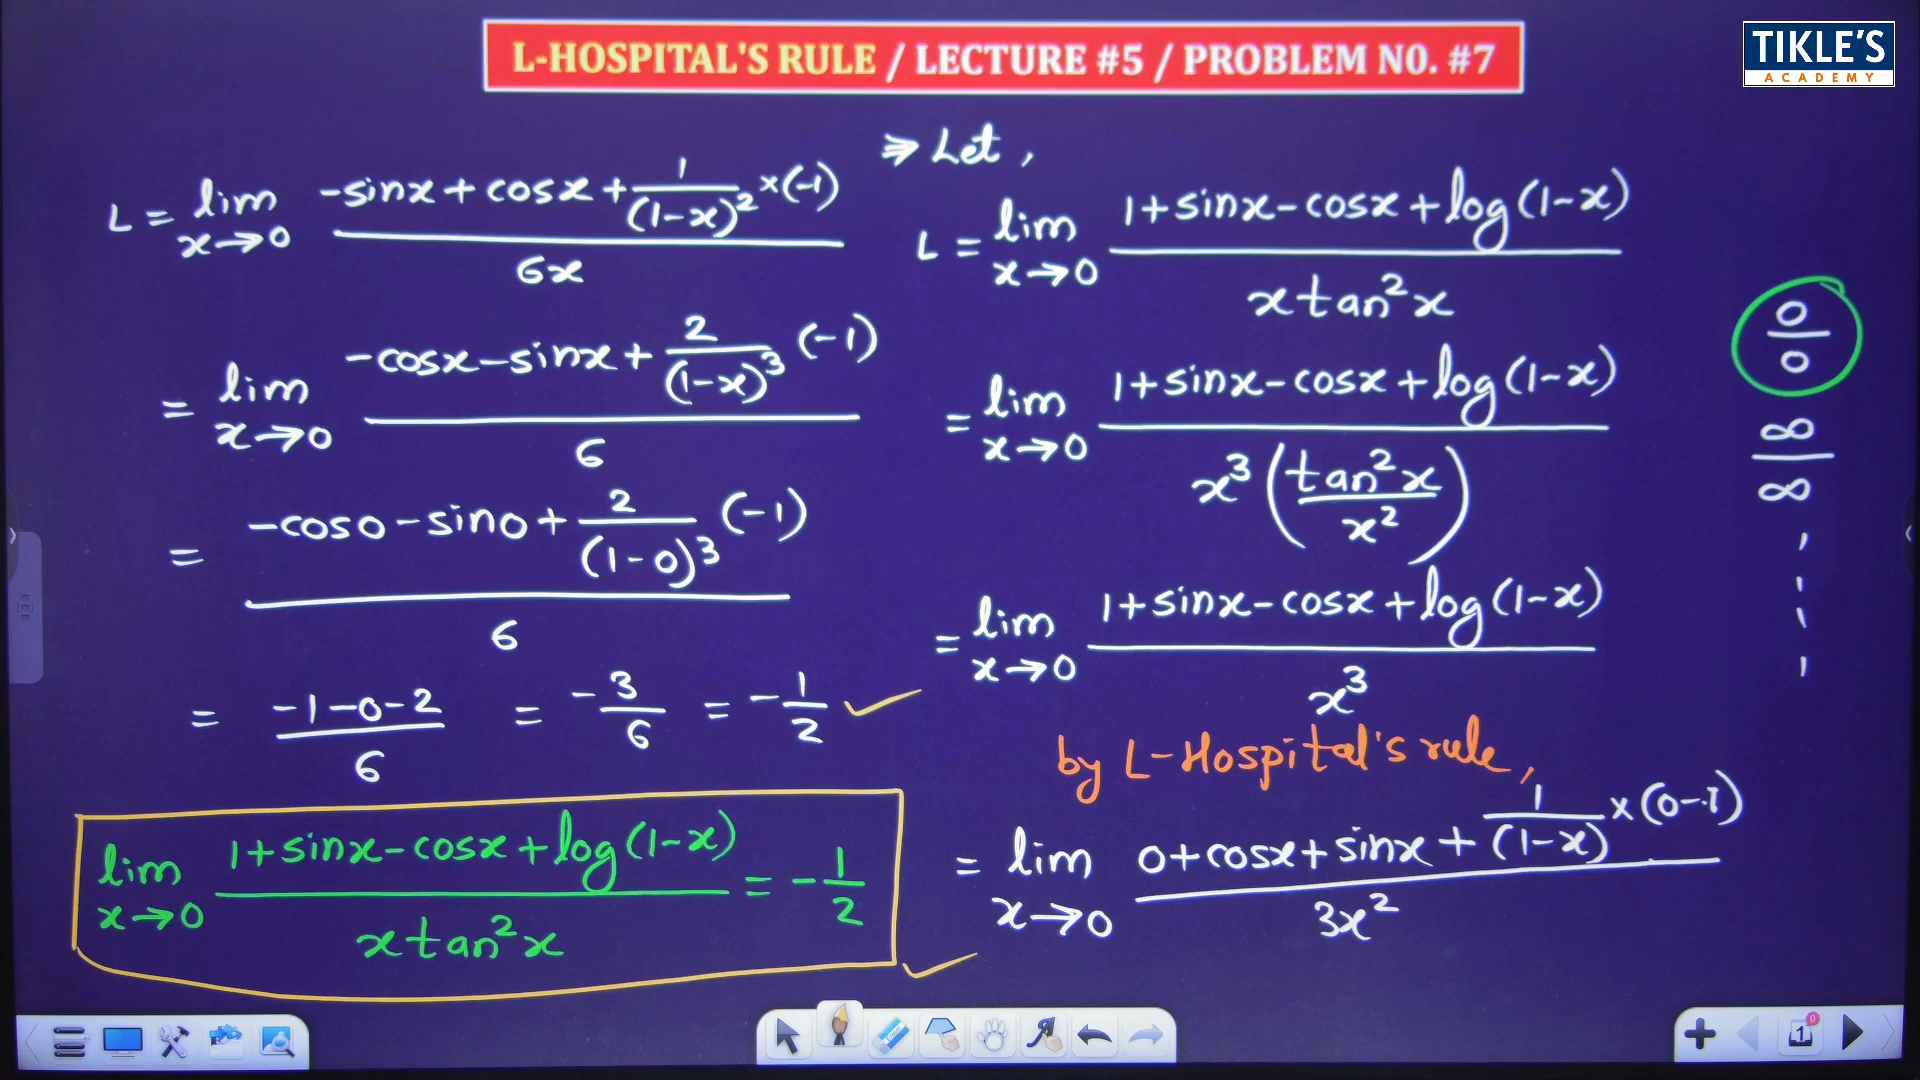 L-HOSPITAL'S RULE / LECTURE #5 / PROBLEM NO. #7
TIKLE'S
ACADEMY
⇒ Let ,
L = lim x→0 (1+sinx-cosx+log(1-x)) / (x tan²x)
= lim x→0 (1+sinx-cosx+log(1-x)) / (x³ (tan²x / x²))
= lim x→0 (1+sinx-cosx+log(1-x)) / x³
by L-Hospital's rule,
= lim x→0 (0+cosx+sinx+ 1/(1-x) ×(0-1)) / 3x²
0/0
∞/∞
L = lim x→0 (-sinx+cosx+ 1/(1-x)² ×(-1)) / 6x
= lim x→0 (-cosx-sinx+ 2/(1-x)³ (-1)) / 6
= (-cos0-sin0+ 2/(1-0)³ (-1)) / 6
= (-1-0-2)/6 = -3/6 = -1/2
lim x→0 (1+sinx-cosx+log(1-x)) / (x tan²x) = -1/2
1
0